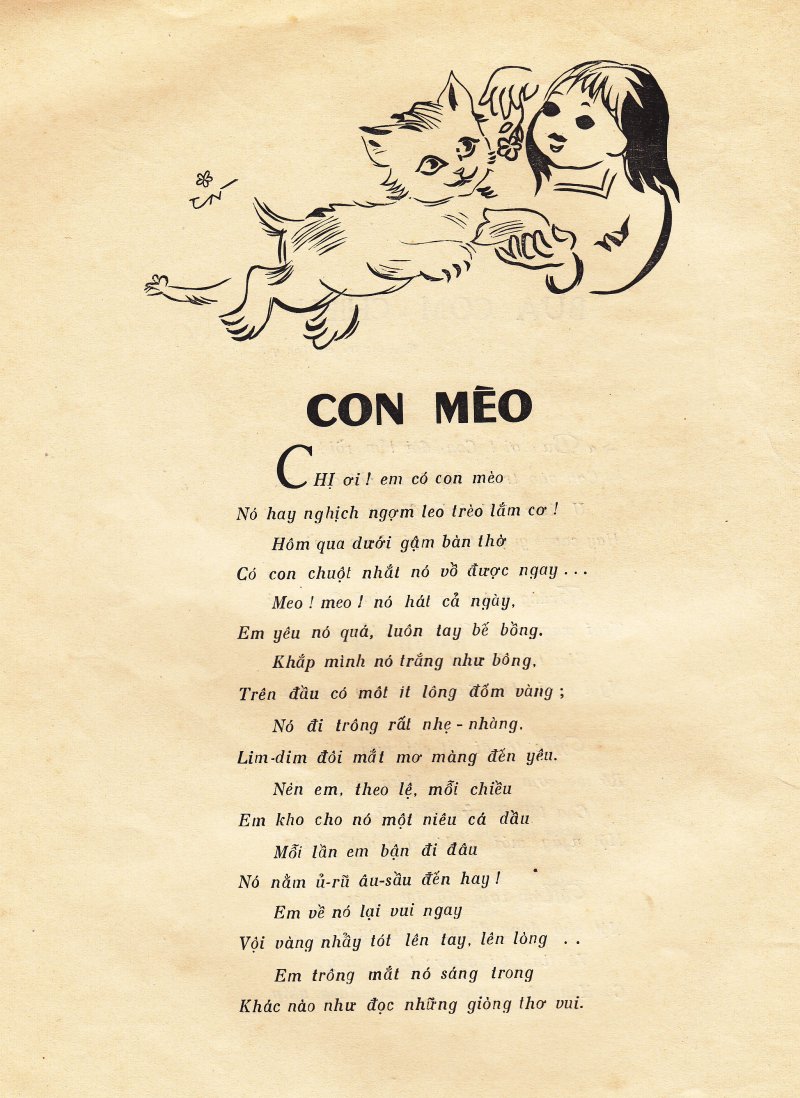 CON MÈO
CHỊ ơi ! em có con mèo
Nó hay nghịch ngợm leo trèo lắm cơ !
Hôm qua dưới gậm bàn thờ
Có con chuột nhắt nó vồ được ngay . . .
Meo ! meo ! nó hát cả ngày,
Em yêu nó quá, luôn tay bế bồng.
Khắp mình nó trắng như bông,
Trên đầu có một ít lông đốm vàng ;
Nó đi trông rất nhẹ - nhàng,
Lim-dim đôi mắt mơ màng đến yêu.
Nên em, theo lệ, mỗi chiều
Em kho cho nó một niêu cá dầu
Mỗi lần em bận đi đâu
Nó nằm ủ-rũ âu-sầu đến hay !
Em về nó lại vui ngay
Vội vàng nhẩy tót lên tay, lên lòng . .
Em trông mắt nó sáng trong
Khác nào như đọc những giòng thơ vui.